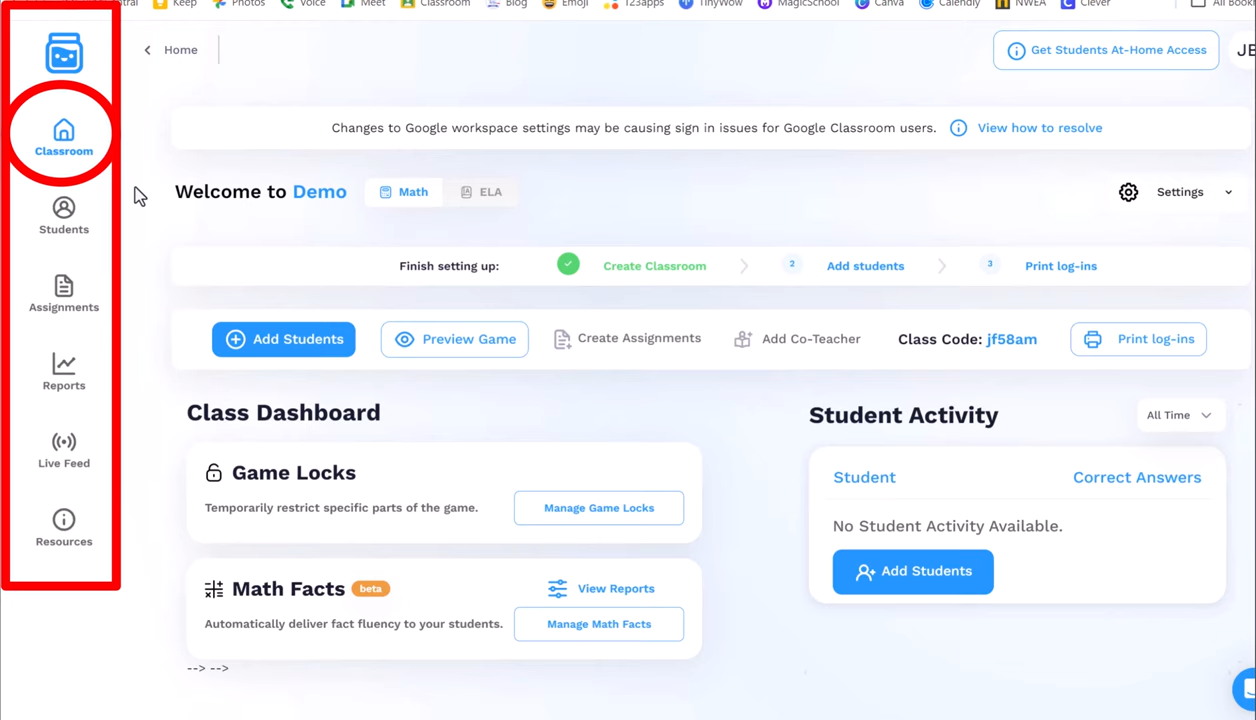 Keep Photos Voice Meet Classroom Blog Emoji 123apps TinyWow MagicSchool Canva Calendly NWEA Clever
Home
Get Students At-Home Access
Changes to Google workspace settings may be causing sign in issues for Google Classroom users. View how to resolve
Classroom
Welcome to Demo
Math
ELA
Settings
Students
Finish setting up:
Create Classroom
2
Add students
3
Print log-ins
Assignments
Add Students
Preview Game
Create Assignments
Add Co-Teacher
Class Code: jf58am
Print log-ins
Reports
Class Dashboard
Student Activity
All Time
Live Feed
Game Locks
Temporarily restrict specific parts of the game.
Manage Game Locks
Student
Correct Answers
No Student Activity Available.
Add Students
Resources
Math Facts beta
View Reports
Automatically deliver fact fluency to your students.
Manage Math Facts
--> -->